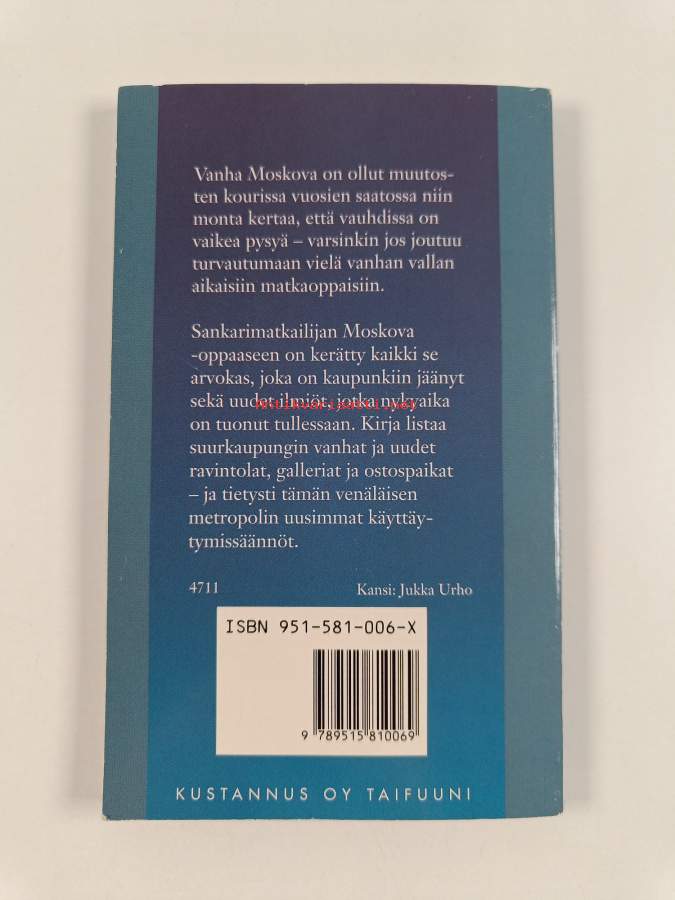 Vanha Moskova on ollut muutos-
ten kourissa vuosien saatossa niin
monta kertaa, että vauhdissa on
vaikea pysyä – varsinkin jos joutuu
turvautumaan vielä vanhan vallan
aikaisiin matkaoppaisiin.
Sankarimatkailijan Moskova
-oppaaseen on kerätty kaikki se
arvokas, joka on kaupunkiin jäänyt
sekä uudet ilmiöt, jotka nykyaika
on tuonut tullessaan. Kirja listaa
suurkaupungin vanhat ja uudet
ravintolat, galleriat ja ostospaikat
– ja tietysti tämän venäläisen
metropolin uusimmat käyttäy-
tymissäännöt.
4711 Kansi: Jukka Urho
ISBN 951-581-006-X
9 789515 810069
KUSTANNUS OY TAIFUUNI